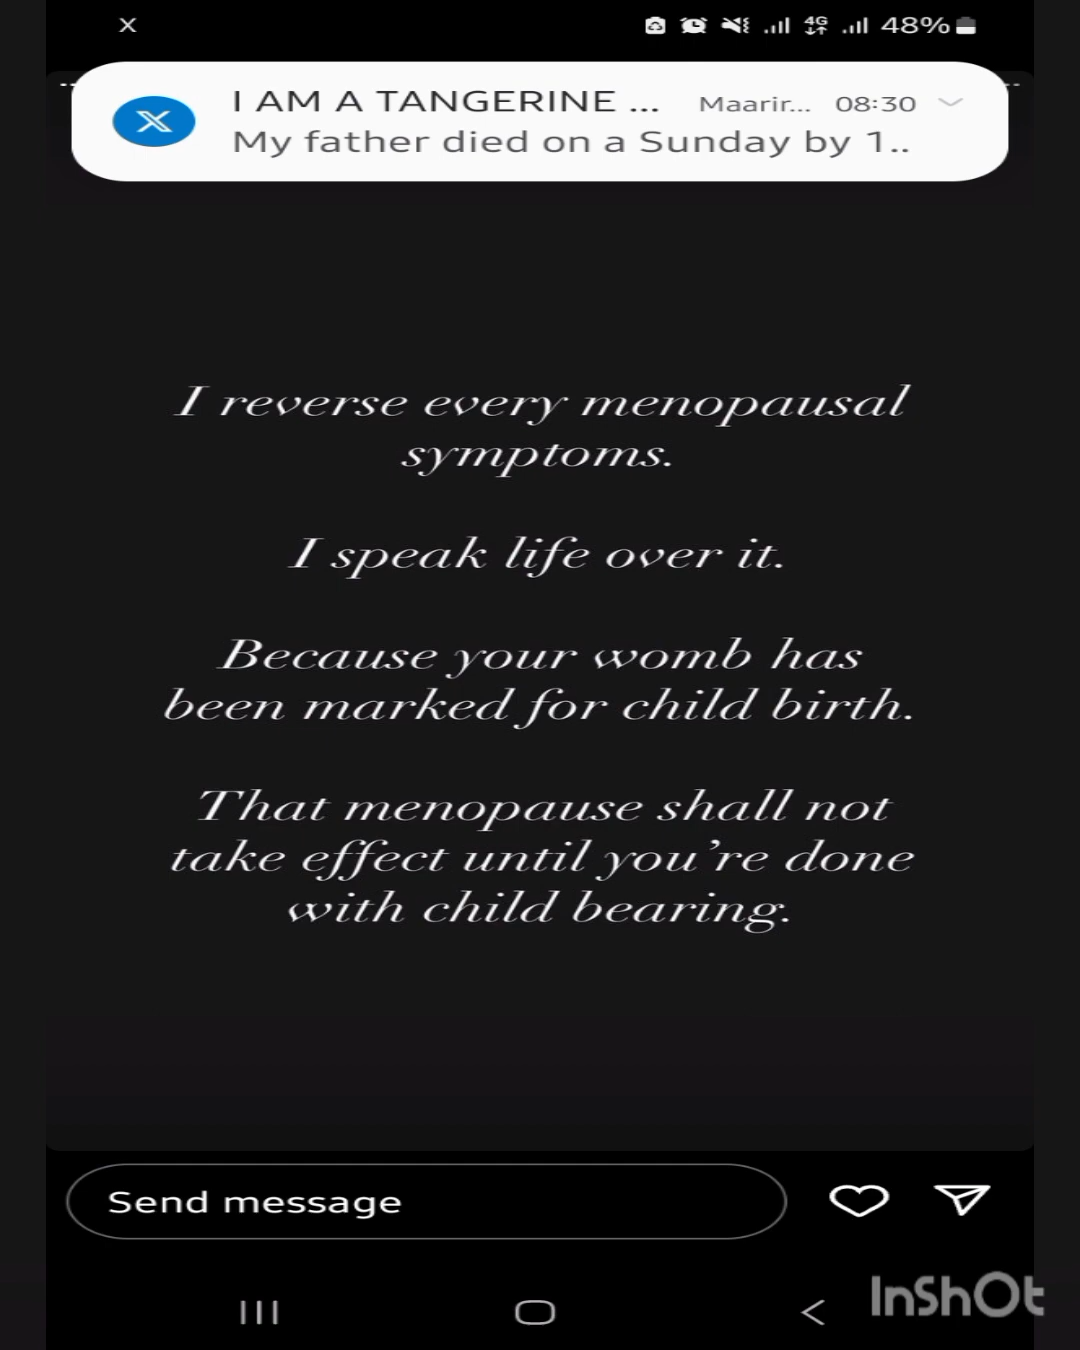 X
4G 48%
I AM A TANGERINE ... Maarir... 08:30
My father died on a Sunday by 1..
I reverse every menopausal
symptoms.
I speak life over it.
Because your womb has
been marked for child birth.
That menopause shall not
take effect until you’re done
with child bearing.
Send message
InShOt